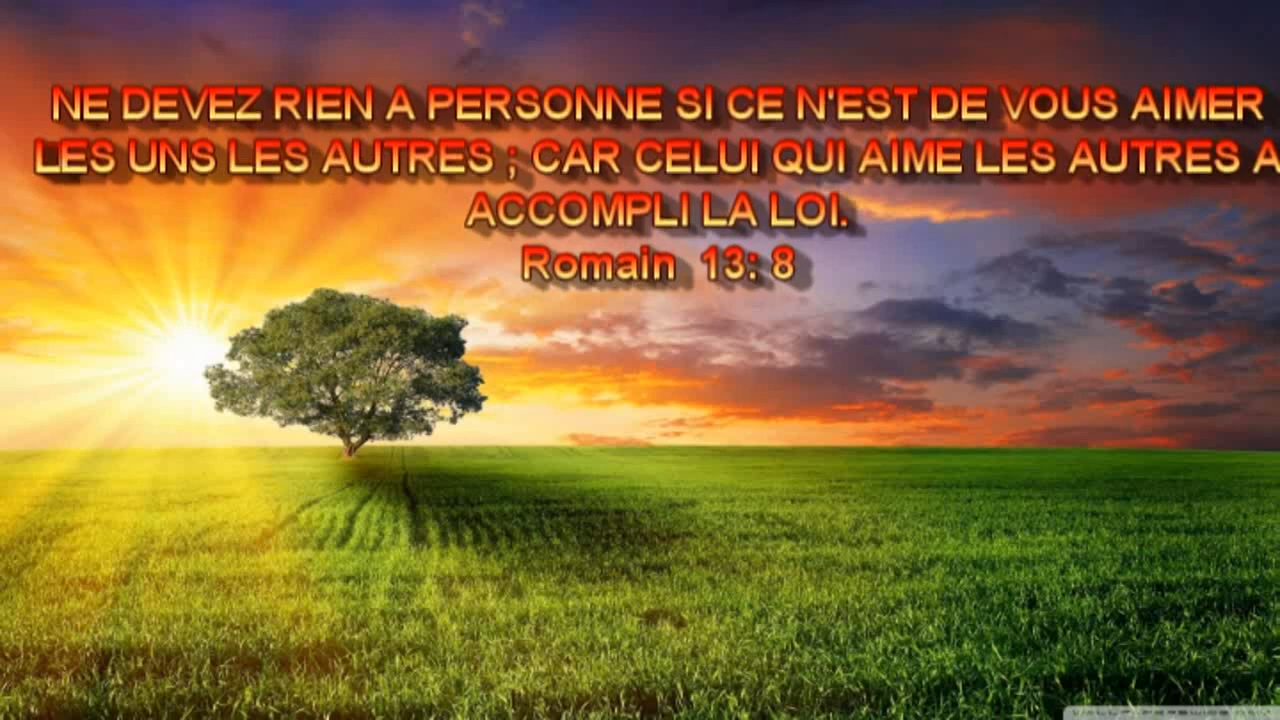 NE DEVEZ RIEN A PERSONNE SI CE N'EST DE VOUS AIMER
LES UNS LES AUTRES ; CAR CELUI QUI AIME LES AUTRES A
ACCOMPLI LA LOI.
Romain 13: 8